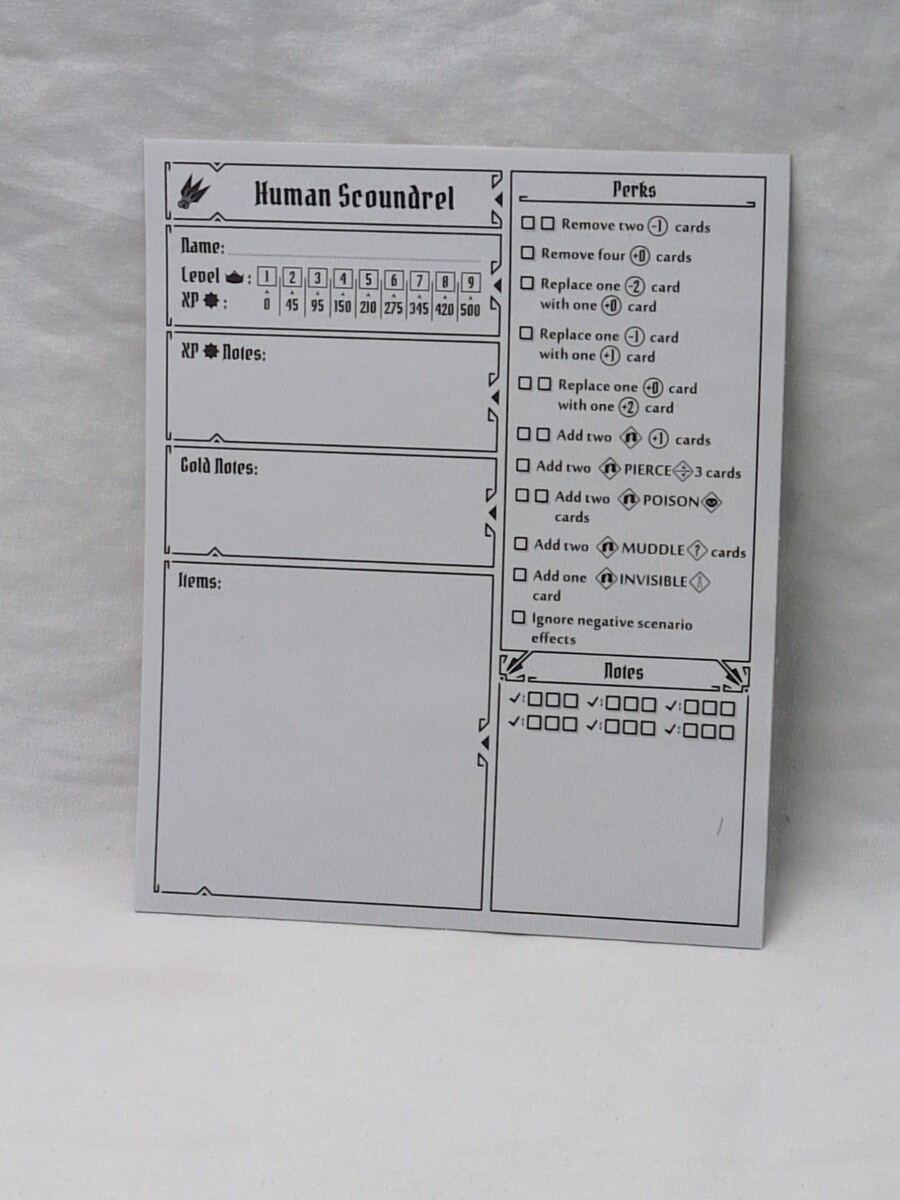 Human Scoundrel
Name:
Level : 1 2 3 4 5 6 7 8 9
XP : 0 45 95 150 210 275 345 420 500
XP Notes:
Gold Notes:
Items:
Perks
Remove two -1 cards
Remove four +0 cards
Replace one -2 card
with one +0 card
Replace one -1 card
with one +1 card
Replace one +0 card
with one +2 card
Add two +1 cards
Add two PIERCE 3 cards
Add two POISON
cards
Add two MUDDLE ? cards
Add one INVISIBLE
card
Ignore negative scenario
effects
Notes
✓: ✓: ✓:
✓: ✓: ✓: